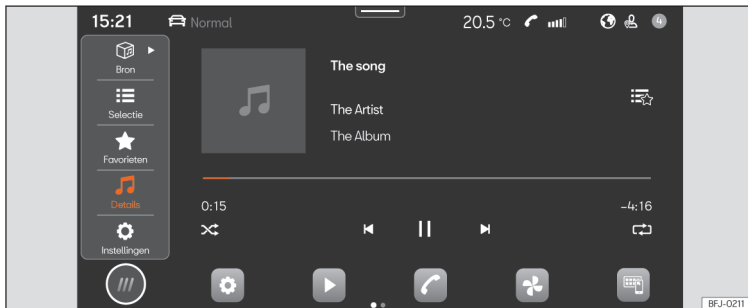 15:21 Normal 20.5 °C 4
Bron
Selectie
Favorieten
Details
Instellingen
The song
The Artist
The Album
0:15 -4:16
BFJ-0211